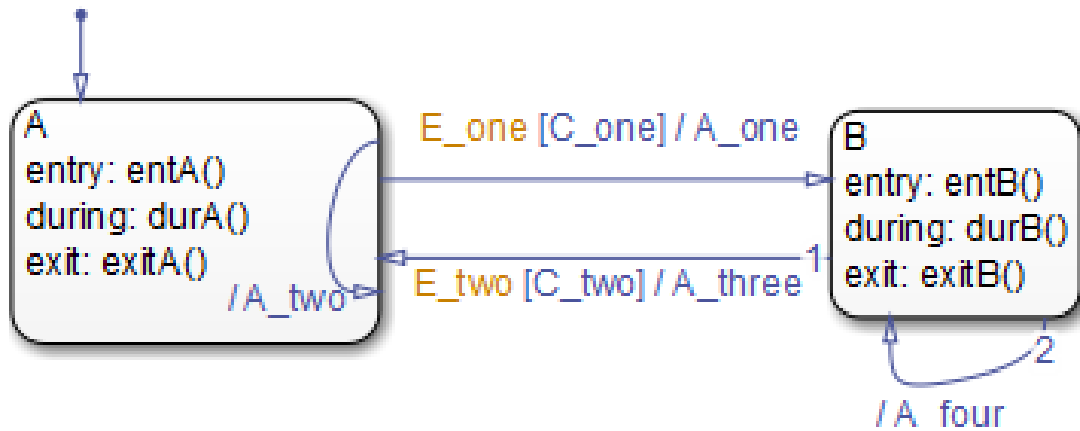 A
entry: entA()
during: durA()
exit: exitA()
/ A_two
E_one [C_one] / A_one
1
E_two [C_two] / A_three
B
entry: entB()
during: durB()
exit: exitB()
2
/ A_four